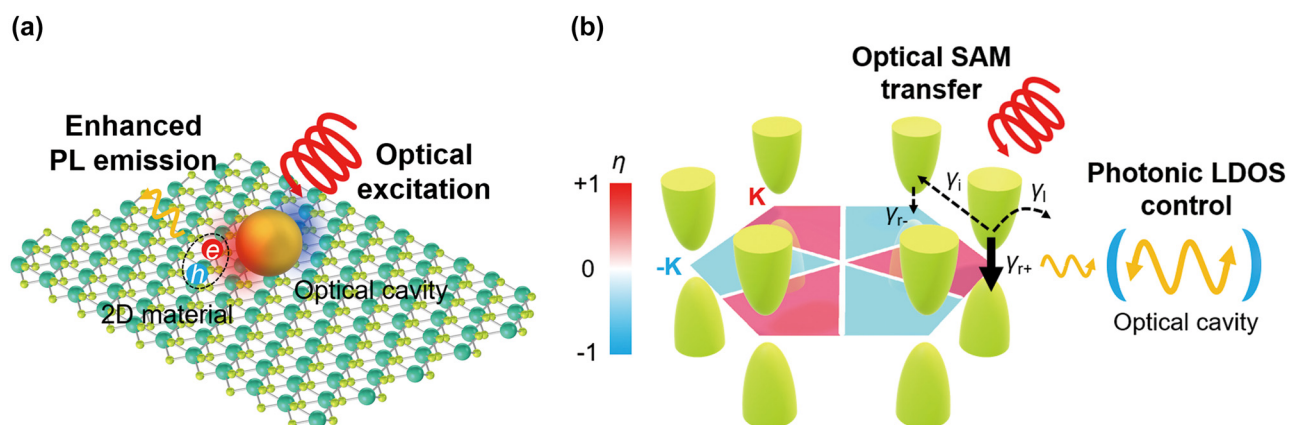 (a)
Enhanced
PL emission
Optical
excitation
e
h
2D material
Optical cavity
(b)
Optical SAM
transfer
η
+1
0
-1
K
-K
γi
γl
γr-
γr+
Photonic LDOS
control
Optical cavity